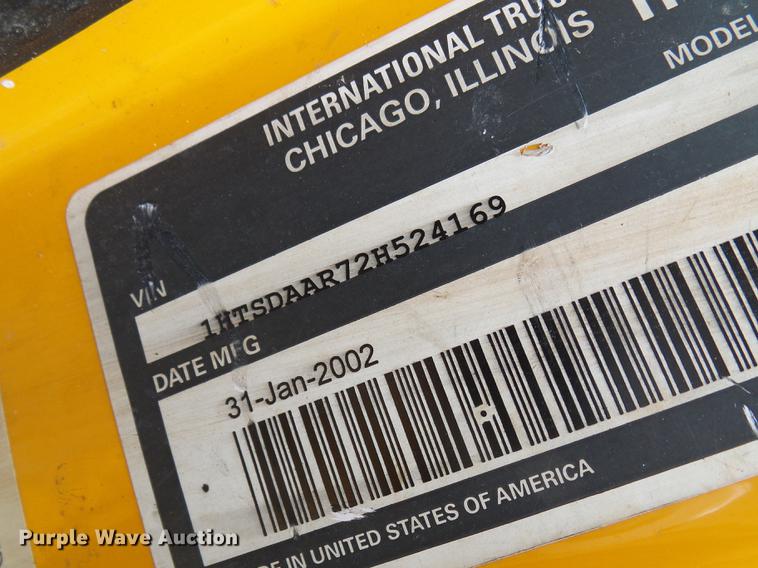 INTERNATIONAL TRUC
CHICAGO, ILLINOIS
MODEL
VIN
1HTSDAAR72H524169
DATE MFG
31-Jan-2002
IN UNITED STATES OF AMERICA
Purple Wave Auction